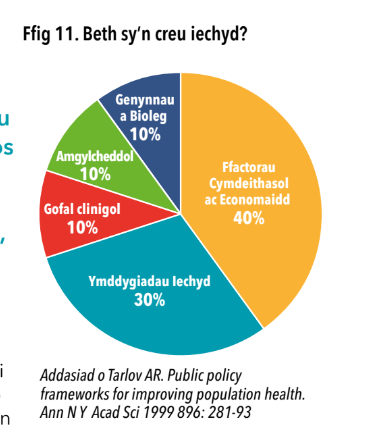 Ffig 11. Beth sy'n creu iechyd?
u
os
,
i
n
Genynnau
a Bioleg
10%
Amgylcheddol
10%
Gofal clinigol
10%
Ffactorau
Cymdeithasol
ac Economaidd
40%
Ymddygiadau Iechyd
30%
Addasiad o Tarlov AR. Public policy
frameworks for improving population health.
Ann N Y Acad Sci 1999 896: 281-93